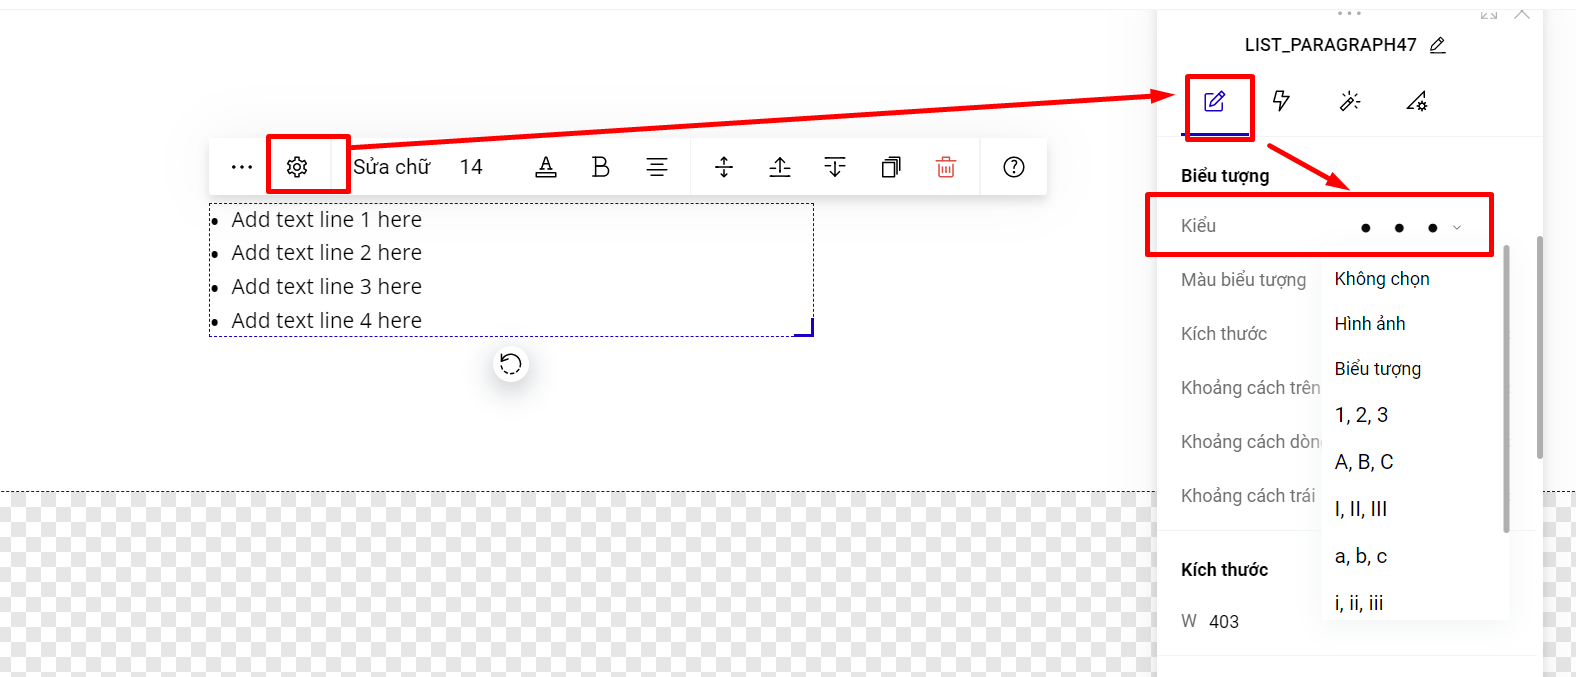 LIST_PARAGRAPH47
Sửa chữ 14
Add text line 1 here
Add text line 2 here
Add text line 3 here
Add text line 4 here
Biểu tượng
Kiểu
Màu biểu tượng
Kích thước
Khoảng cách trên
Khoảng cách dòn
Khoảng cách trái
Không chọn
Hình ảnh
Biểu tượng
1, 2, 3
A, B, C
I, II, III
a, b, c
i, ii, iii
Kích thước
W 403